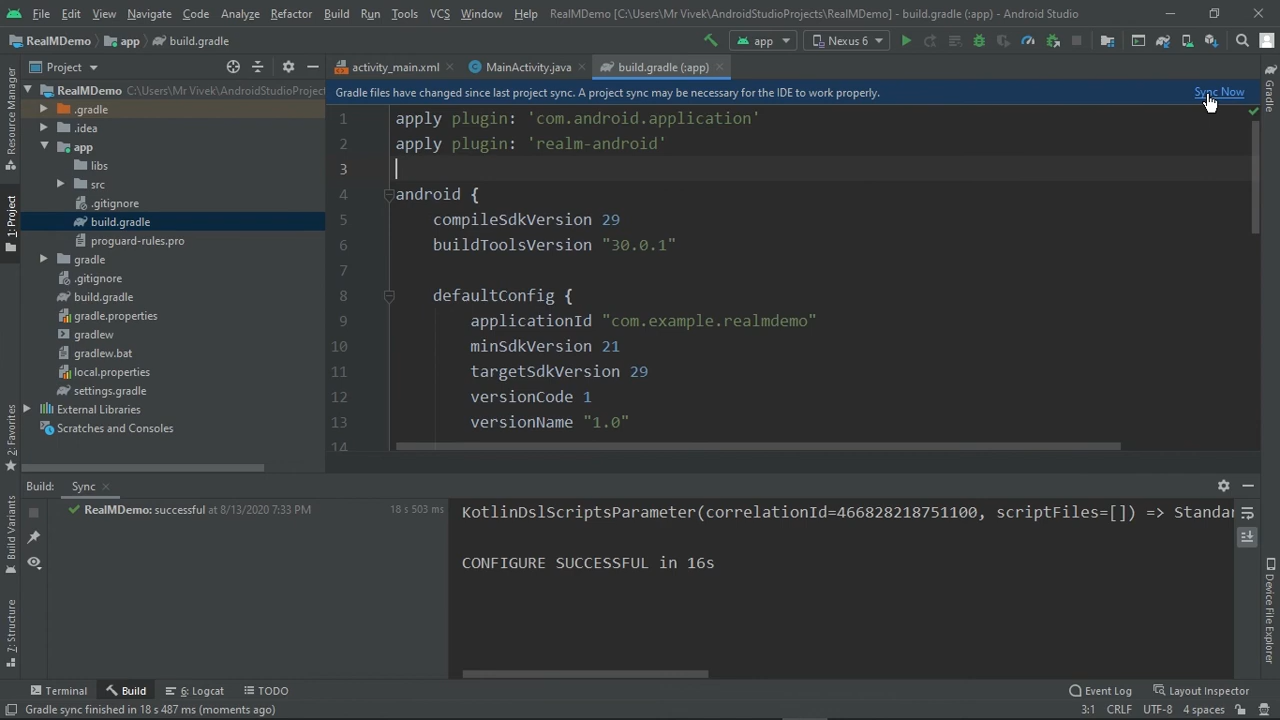 File Edit View Navigate Code Analyze Refactor Build Run Tools VCS Window Help RealMDemo [C:\Users\Mr Vivek\AndroidStudioProjects\RealMDemo] - build.gradle (:app) - Android Studio
RealMDemo app build.gradle app Nexus 6
Resource Manager
1: Project
2: Favorites
Build Variants
7: Structure
Project
RealMDemo C:\Users\Mr Vivek\AndroidStudioProject
.gradle
.idea
app
libs
src
.gitignore
build.gradle
proguard-rules.pro
gradle
.gitignore
build.gradle
gradle.properties
gradlew
gradlew.bat
local.properties
settings.gradle
External Libraries
Scratches and Consoles
activity_main.xml MainActivity.java build.gradle (:app)
Gradle files have changed since last project sync. A project sync may be necessary for the IDE to work properly. Sync Now
1 apply plugin: 'com.android.application'
2 apply plugin: 'realm-android'
3
4 android {
5 compileSdkVersion 29
6 buildToolsVersion "30.0.1"
7
8 defaultConfig {
9 applicationId "com.example.realmdemo"
10 minSdkVersion 21
11 targetSdkVersion 29
12 versionCode 1
13 versionName "1.0"
14
Gradle
Device File Explorer
Build: Sync
RealMDemo: successful at 8/13/2020 7:33 PM 18 s 503 ms
KotlinDslScriptsParameter(correlationId=466828218751100, scriptFiles=[]) => Standar
CONFIGURE SUCCESSFUL in 16s
Terminal Build 6: Logcat TODO Event Log Layout Inspector
Gradle sync finished in 18 s 487 ms (moments ago) 3:1 CRLF UTF-8 4 spaces